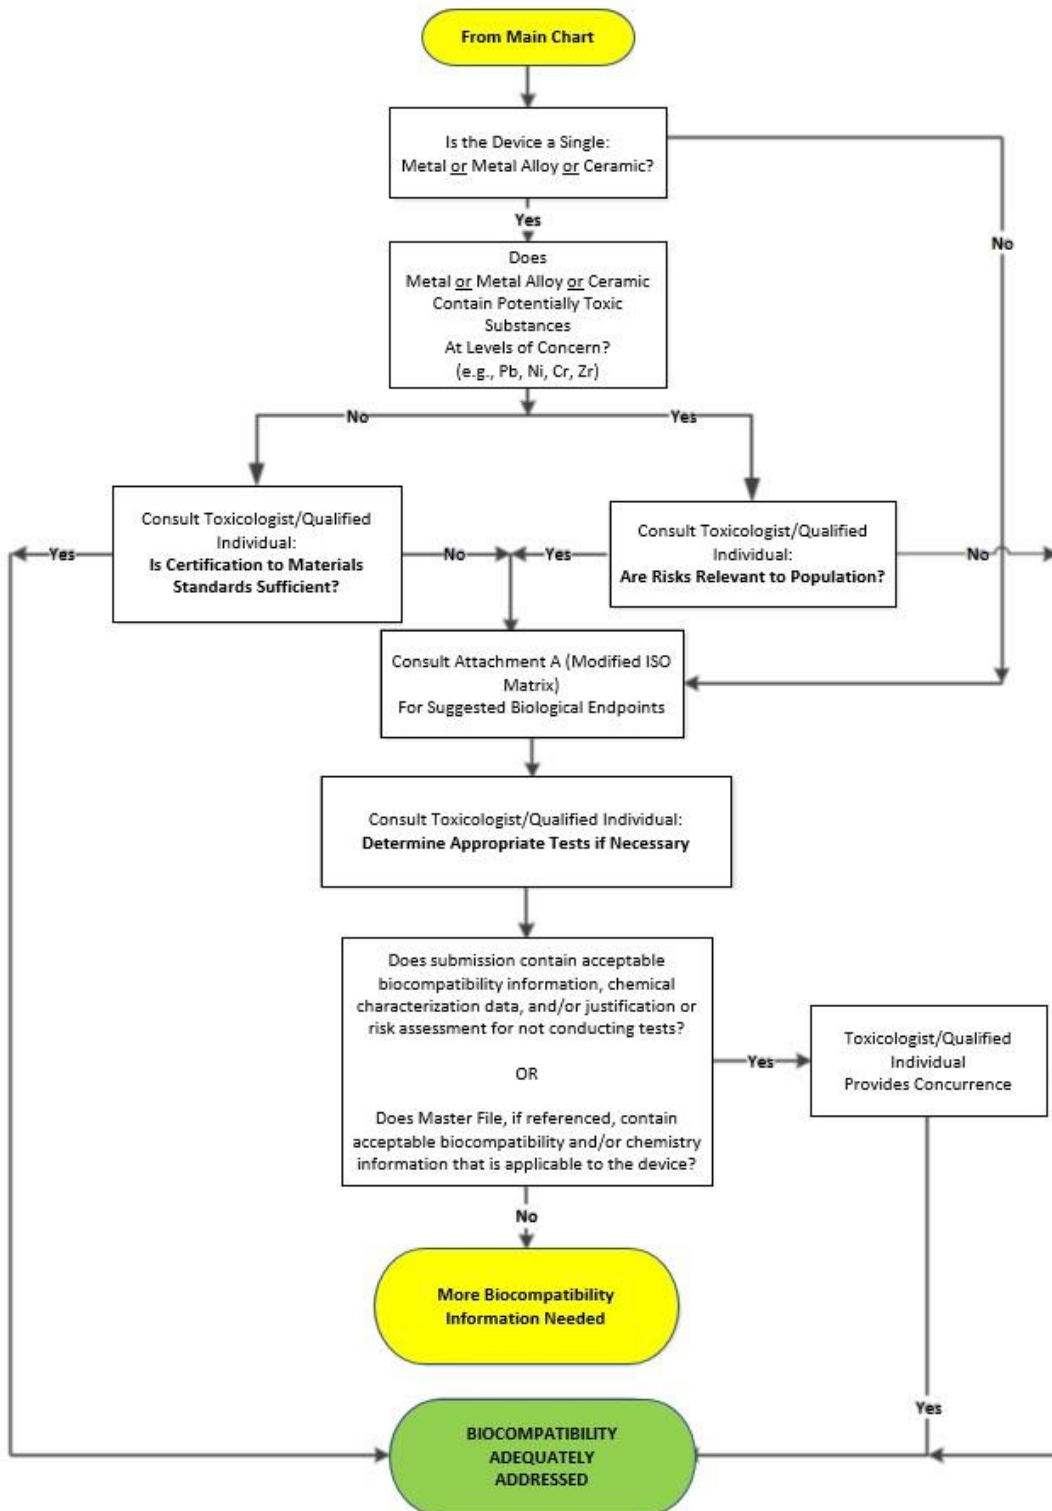 From Main Chart
Is the Device a Single:
Metal or Metal Alloy or Ceramic?
Yes
No
Does
Metal or Metal Alloy or Ceramic
Contain Potentially Toxic
Substances
At Levels of Concern?
(e.g., Pb, Ni, Cr, Zr)
No
Yes
Consult Toxicologist/Qualified
Individual:
Is Certification to Materials
Standards Sufficient?
Yes
No
Consult Toxicologist/Qualified
Individual:
Are Risks Relevant to Population?
Yes
No
Consult Attachment A (Modified ISO
Matrix)
For Suggested Biological Endpoints
Consult Toxicologist/Qualified Individual:
Determine Appropriate Tests if Necessary
Does submission contain acceptable
biocompatibility information, chemical
characterization data, and/or justification or
risk assessment for not conducting tests?
OR
Does Master File, if referenced, contain
acceptable biocompatibility and/or chemistry
information that is applicable to the device?
Yes
Toxicologist/Qualified
Individual
Provides Concurrence
No
More Biocompatibility
Information Needed
Yes
BIOCOMPATIBILITY
ADEQUATELY
ADDRESSED